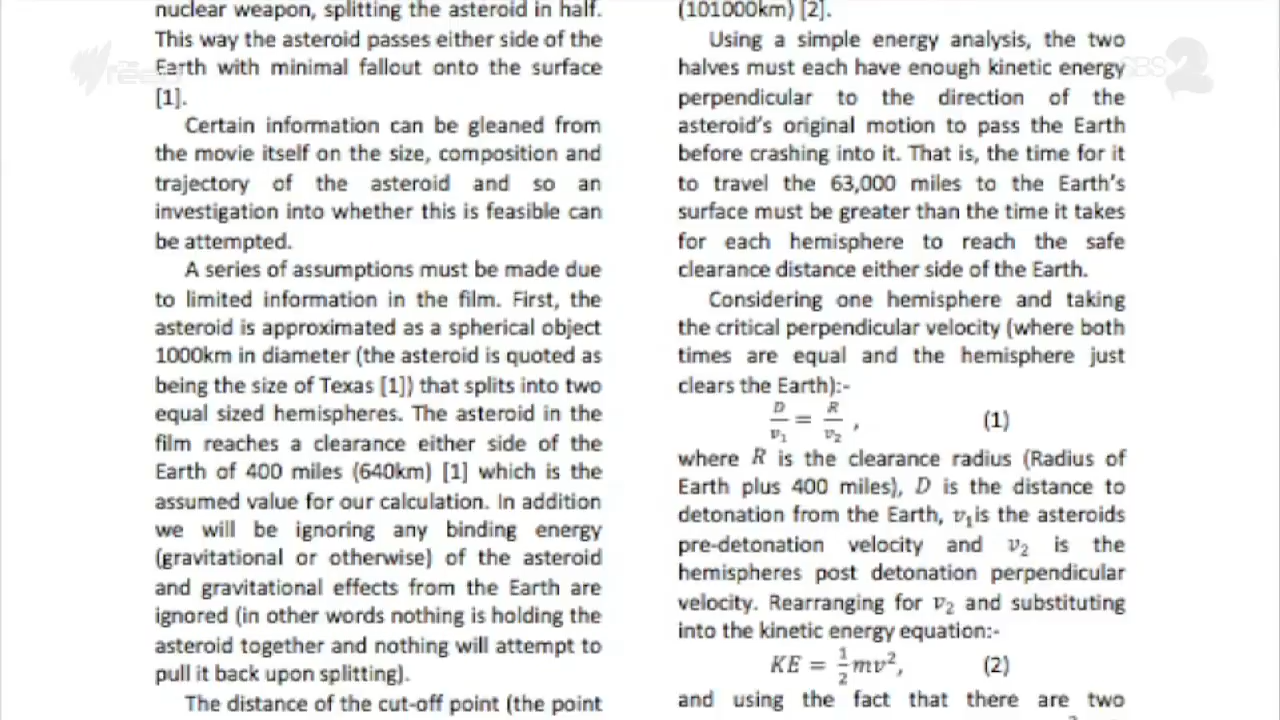 nuclear weapon, splitting the asteroid in half.
This way the asteroid passes either side of the
Earth with minimal fallout onto the surface
[1].
Certain information can be gleaned from
the movie itself on the size, composition and
trajectory of the asteroid and so an
investigation into whether this is feasible can
be attempted.
A series of assumptions must be made due
to limited information in the film. First, the
asteroid is approximated as a spherical object
1000km in diameter (the asteroid is quoted as
being the size of Texas [1]) that splits into two
equal sized hemispheres. The asteroid in the
film reaches a clearance either side of the
Earth of 400 miles (640km) [1] which is the
assumed value for our calculation. In addition
we will be ignoring any binding energy
(gravitational or otherwise) of the asteroid
and gravitational effects from the Earth are
ignored (in other words nothing is holding the
asteroid together and nothing will attempt to
pull it back upon splitting).
The distance of the cut-off point (the point
(101000km) [2].
Using a simple energy analysis, the two
halves must each have enough kinetic energy
perpendicular to the direction of the
asteroid's original motion to pass the Earth
before crashing into it. That is, the time for it
to travel the 63,000 miles to the Earth's
surface must be greater than the time it takes
for each hemisphere to reach the safe
clearance distance either side of the Earth.
Considering one hemisphere and taking
the critical perpendicular velocity (where both
times are equal and the hemisphere just
clears the Earth):-
D/v₁ = R/v₂ , (1)
where R is the clearance radius (Radius of
Earth plus 400 miles), D is the distance to
detonation from the Earth, v₁is the asteroids
pre-detonation velocity and v₂ is the
hemispheres post detonation perpendicular
velocity. Rearranging for v₂ and substituting
into the kinetic energy equation:-
KE = ½mv², (2)
and using the fact that there are two
SBS2